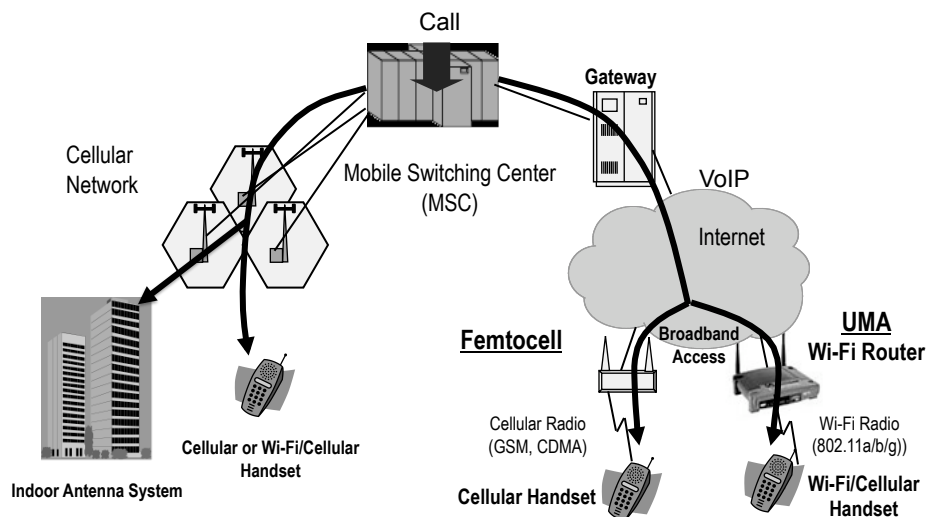 Call
Gateway
Cellular
Network
Mobile Switching Center
(MSC)
VoIP
Internet
Broadband
Access
Femtocell
UMA
Wi-Fi Router
Cellular Radio
(GSM, CDMA)
Wi-Fi Radio
(802.11a/b/g))
Cellular or Wi-Fi/Cellular
Handset
Indoor Antenna System
Cellular Handset
Wi-Fi/Cellular
Handset